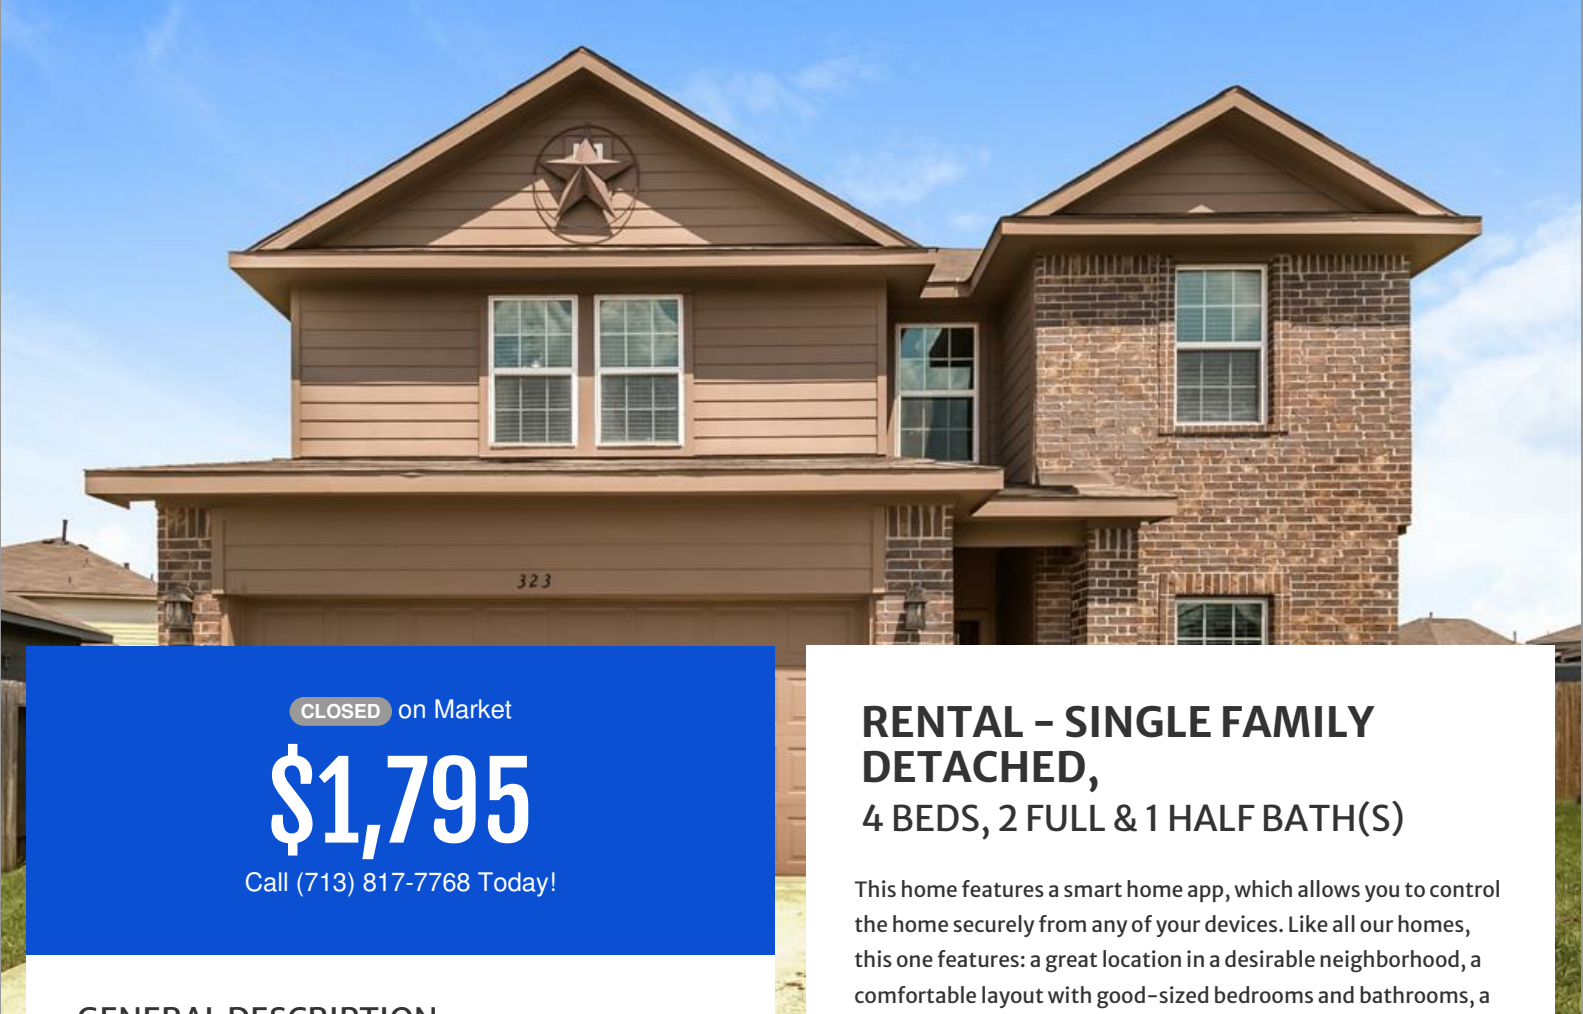 323
CLOSED on Market
$1,795
Call (713) 817-7768 Today!
GENERAL DESCRIPTION
RENTAL - SINGLE FAMILY
DETACHED,
4 BEDS, 2 FULL & 1 HALF BATH(S)
This home features a smart home app, which allows you to control
the home securely from any of your devices. Like all our homes,
this one features: a great location in a desirable neighborhood, a
comfortable layout with good-sized bedrooms and bathrooms, a